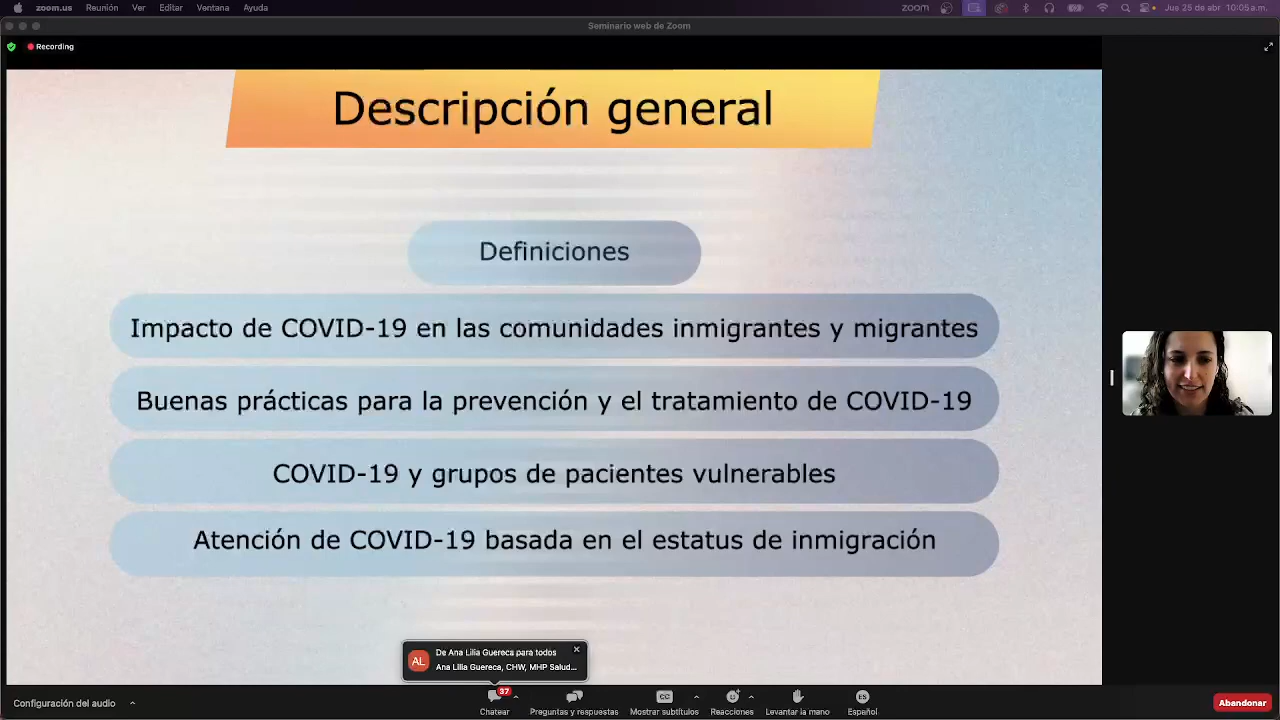 zoom.us Reunión Ver Editar Ventana Ayuda
zoom Jue 25 de abr 10:05 a.m.
Seminario web de Zoom
Recording
Descripción general
Definiciones
Impacto de COVID-19 en las comunidades inmigrantes y migrantes
Buenas prácticas para la prevención y el tratamiento de COVID-19
COVID-19 y grupos de pacientes vulnerables
Atención de COVID-19 basada en el estatus de inmigración
AL
De Ana Lilia Guereca para todos
Ana Lilia Guereca, CHW, MHP Salud...
Configuración del audio
37
Chatear
Preguntas y respuestas
CC
Mostrar subtítulos
Reacciones
Levantar la mano
ES
Español
Abandonar